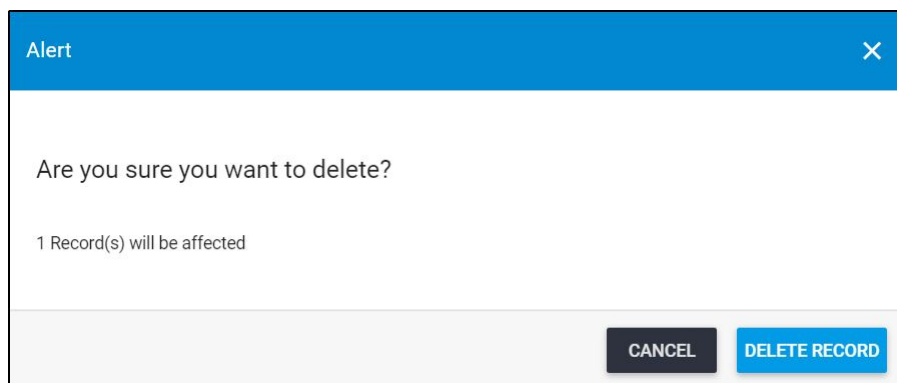 Alert
Are you sure you want to delete?
1 Record(s) will be affected
CANCEL DELETE RECORD